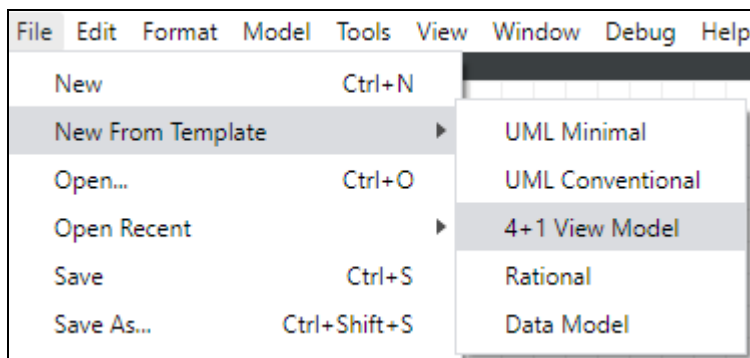 File Edit Format Model Tools View Window Debug Help
New Ctrl+N
New From Template
Open... Ctrl+O
Open Recent
Save Ctrl+S
Save As... Ctrl+Shift+S
UML Minimal
UML Conventional
4+1 View Model
Rational
Data Model